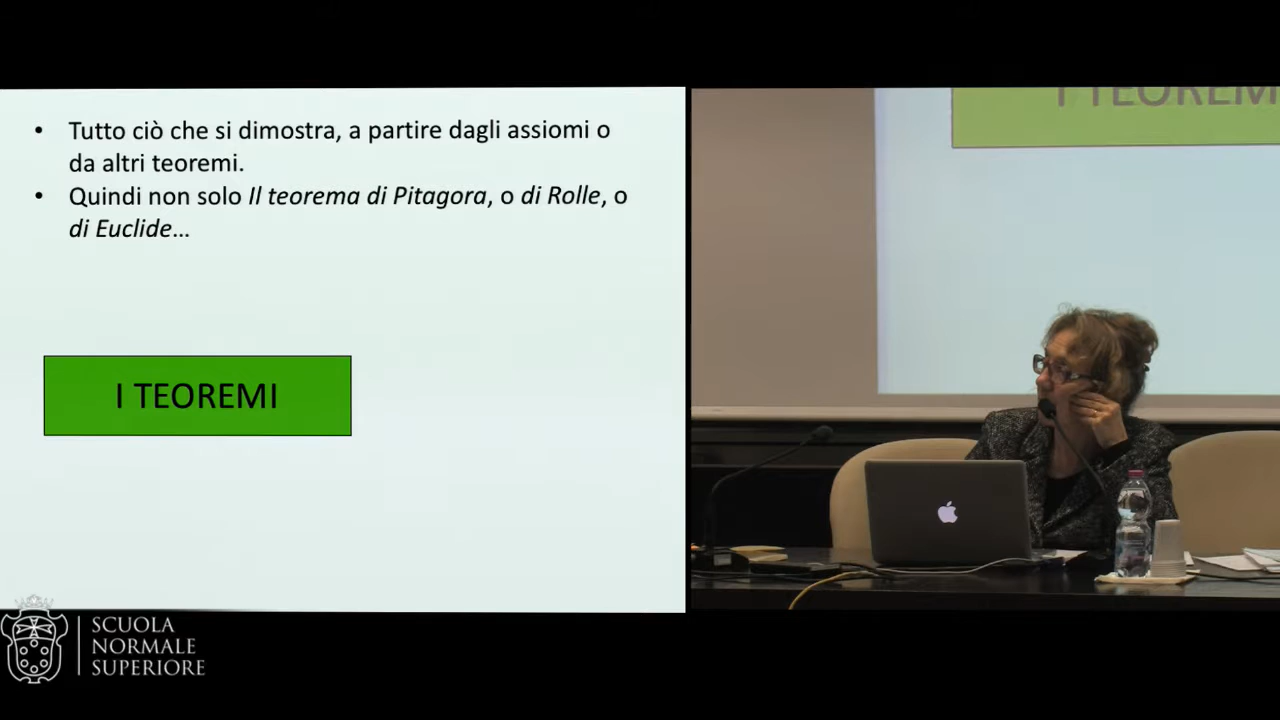 • Tutto ciò che si dimostra, a partire dagli assiomi o
da altri teoremi.
• Quindi non solo Il teorema di Pitagora, o di Rolle, o
di Euclide…
I TEOREMI
I TEOREMI
SCUOLA
NORMALE
SUPERIORE